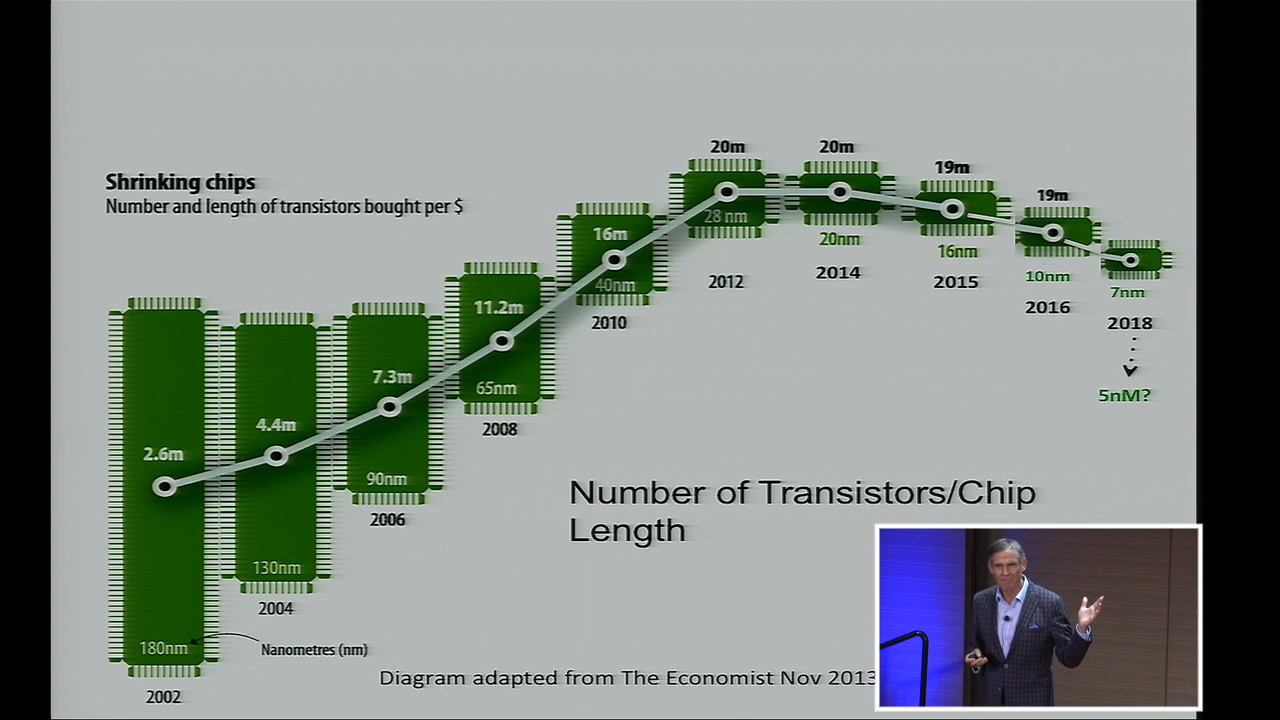 Shrinking chips
Number and length of transistors bought per $
2.6m
180nm
2002
4.4m
130nm
2004
7.3m
90nm
2006
11.2m
65nm
2008
16m
40nm
2010
20m
28 nm
2012
20m
20nm
2014
19m
16nm
2015
19m
10nm
2016
7nm
2018
5nM?
Nanometres (nm)
Number of Transistors/Chip
Length
Diagram adapted from The Economist Nov 2013